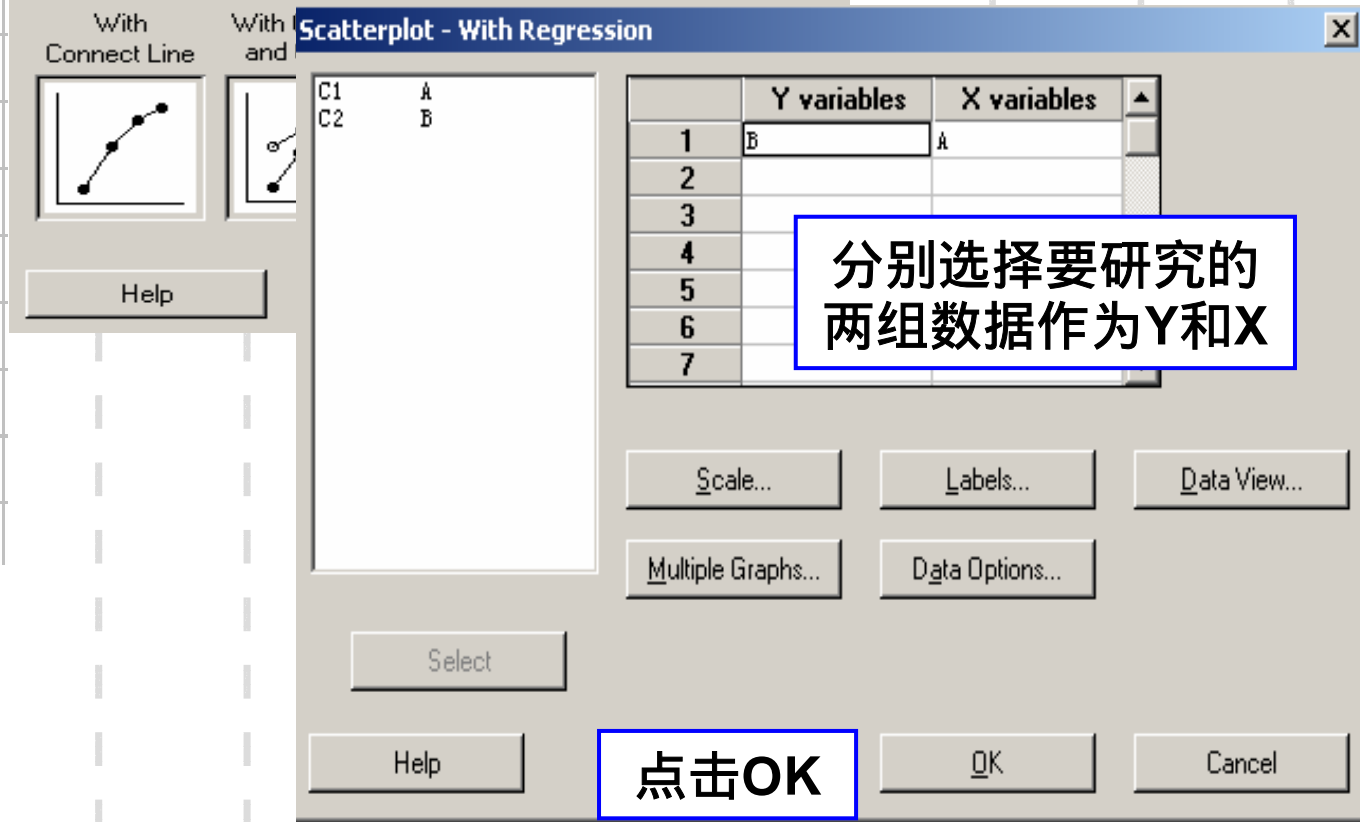 With
Connect Line
With
and
Help
Scatterplot - With Regression
C1 A
C2 B
Y variables X variables
1 B A
2
3
4
5
6
7
分别选择要研究的
两组数据作为Y和X
Scale...
Labels...
Data View...
Multiple Graphs...
Data Options...
Select
Help
点击OK
OK
Cancel